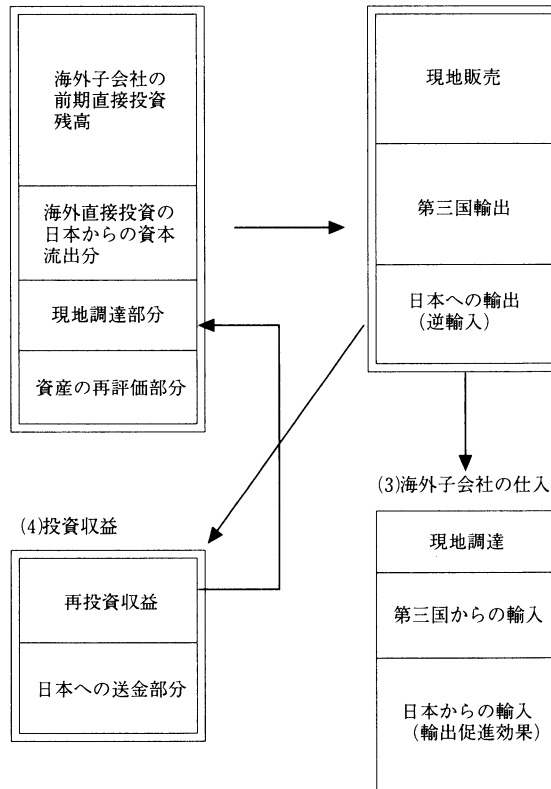 海外子会社の
前期直接投資
残高
海外直接投資の
日本からの資本
流出分
現地調達部分
資産の再評価部分
現地販売
第三国輸出
日本への輸出
(逆輸入)
(3)海外子会社の仕入
現地調達
第三国からの輸入
日本からの輸入
(輸出促進効果)
(4)投資収益
再投資収益
日本への送金部分